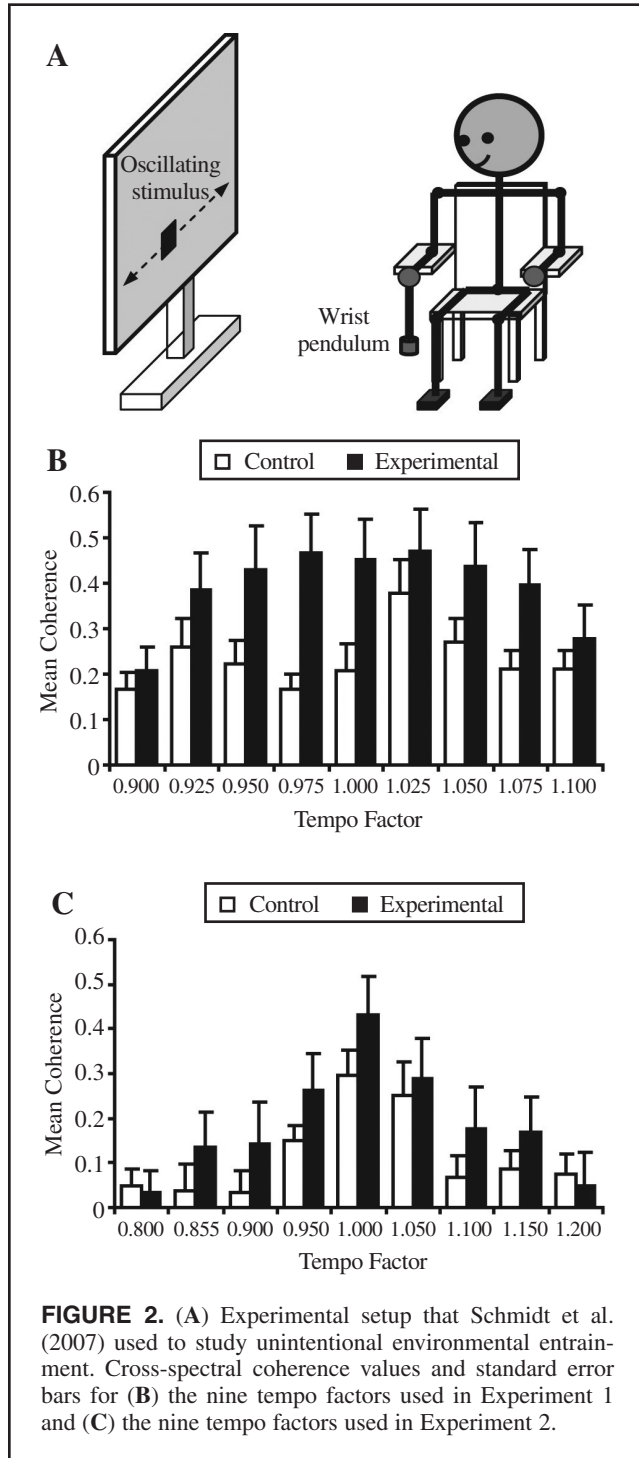 A
Oscillating
stimulus
Wrist
pendulum
B
Control Experimental
0.6
0.5
0.4
0.3
0.2
0.1
0
Mean Coherence
0.900 0.925 0.950 0.975 1.000 1.025 1.050 1.075 1.100
Tempo Factor
C
Control Experimental
0.6
0.5
0.4
0.3
0.2
0.1
0
Mean Coherence
0.800 0.855 0.900 0.950 1.000 1.050 1.100 1.150 1.200
Tempo Factor
FIGURE 2. (A) Experimental setup that Schmidt et al.
(2007) used to study unintentional environmental entrain-
ment. Cross-spectral coherence values and standard error
bars for (B) the nine tempo factors used in Experiment 1
and (C) the nine tempo factors used in Experiment 2.